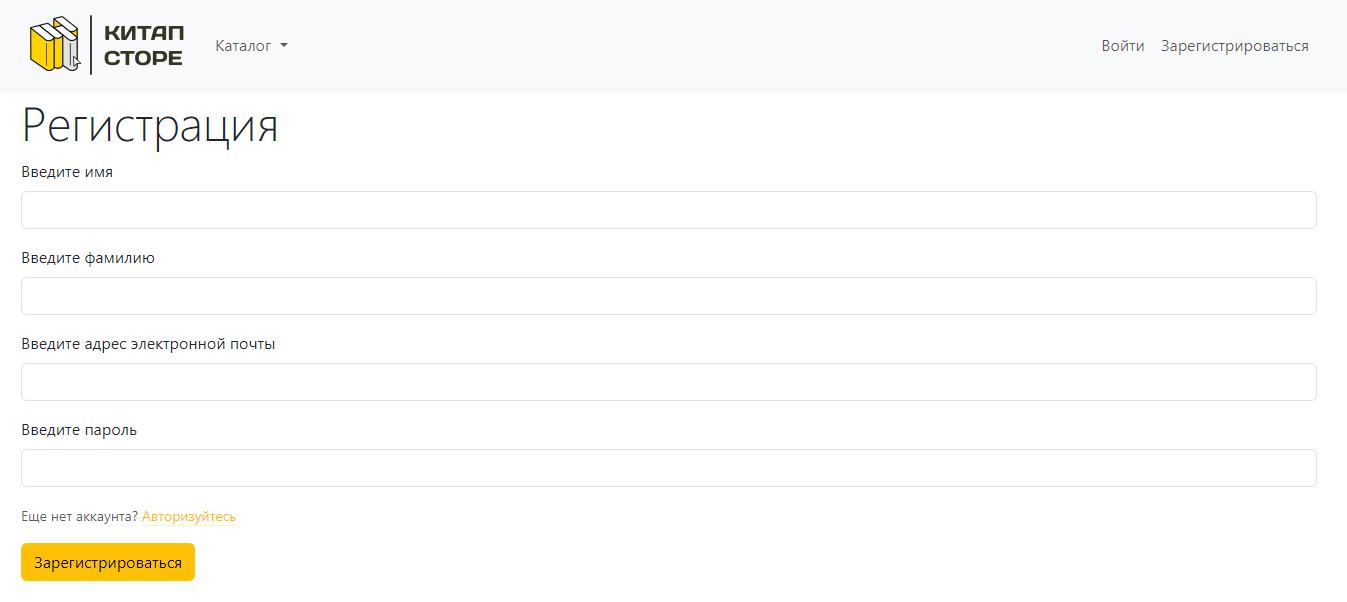 КИТАП
СТОРЕ
Каталог
Войти Зарегистрироваться
Регистрация
Введите имя
Введите фамилию
Введите адрес электронной почты
Введите пароль
Еще нет аккаунта? Авторизуйтесь
Зарегистрироваться